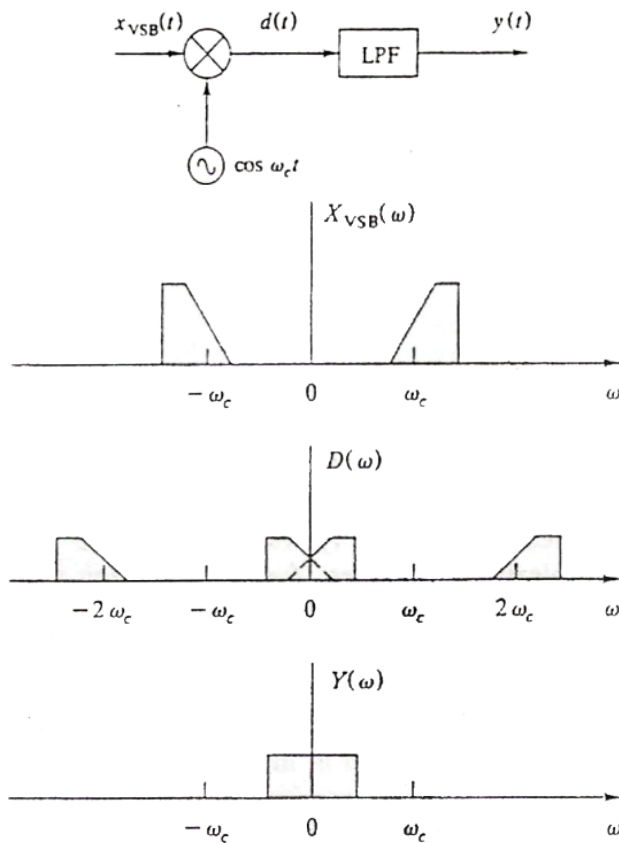 x_VSB(t) d(t) y(t)
LPF
cos ω_c t
X_VSB(ω)
−ω_c 0 ω_c ω
D(ω)
−2ω_c −ω_c 0 ω_c 2ω_c ω
Y(ω)
−ω_c 0 ω_c ω